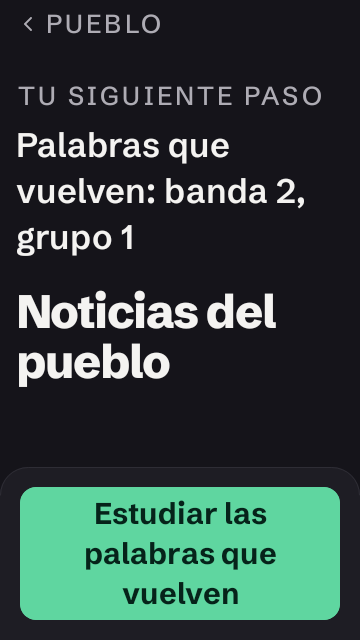 PUEBLO
TU SIGUIENTE PASO
Palabras que
vuelven: banda 2,
grupo 1
Noticias del
pueblo
Estudiar las
palabras que
vuelven